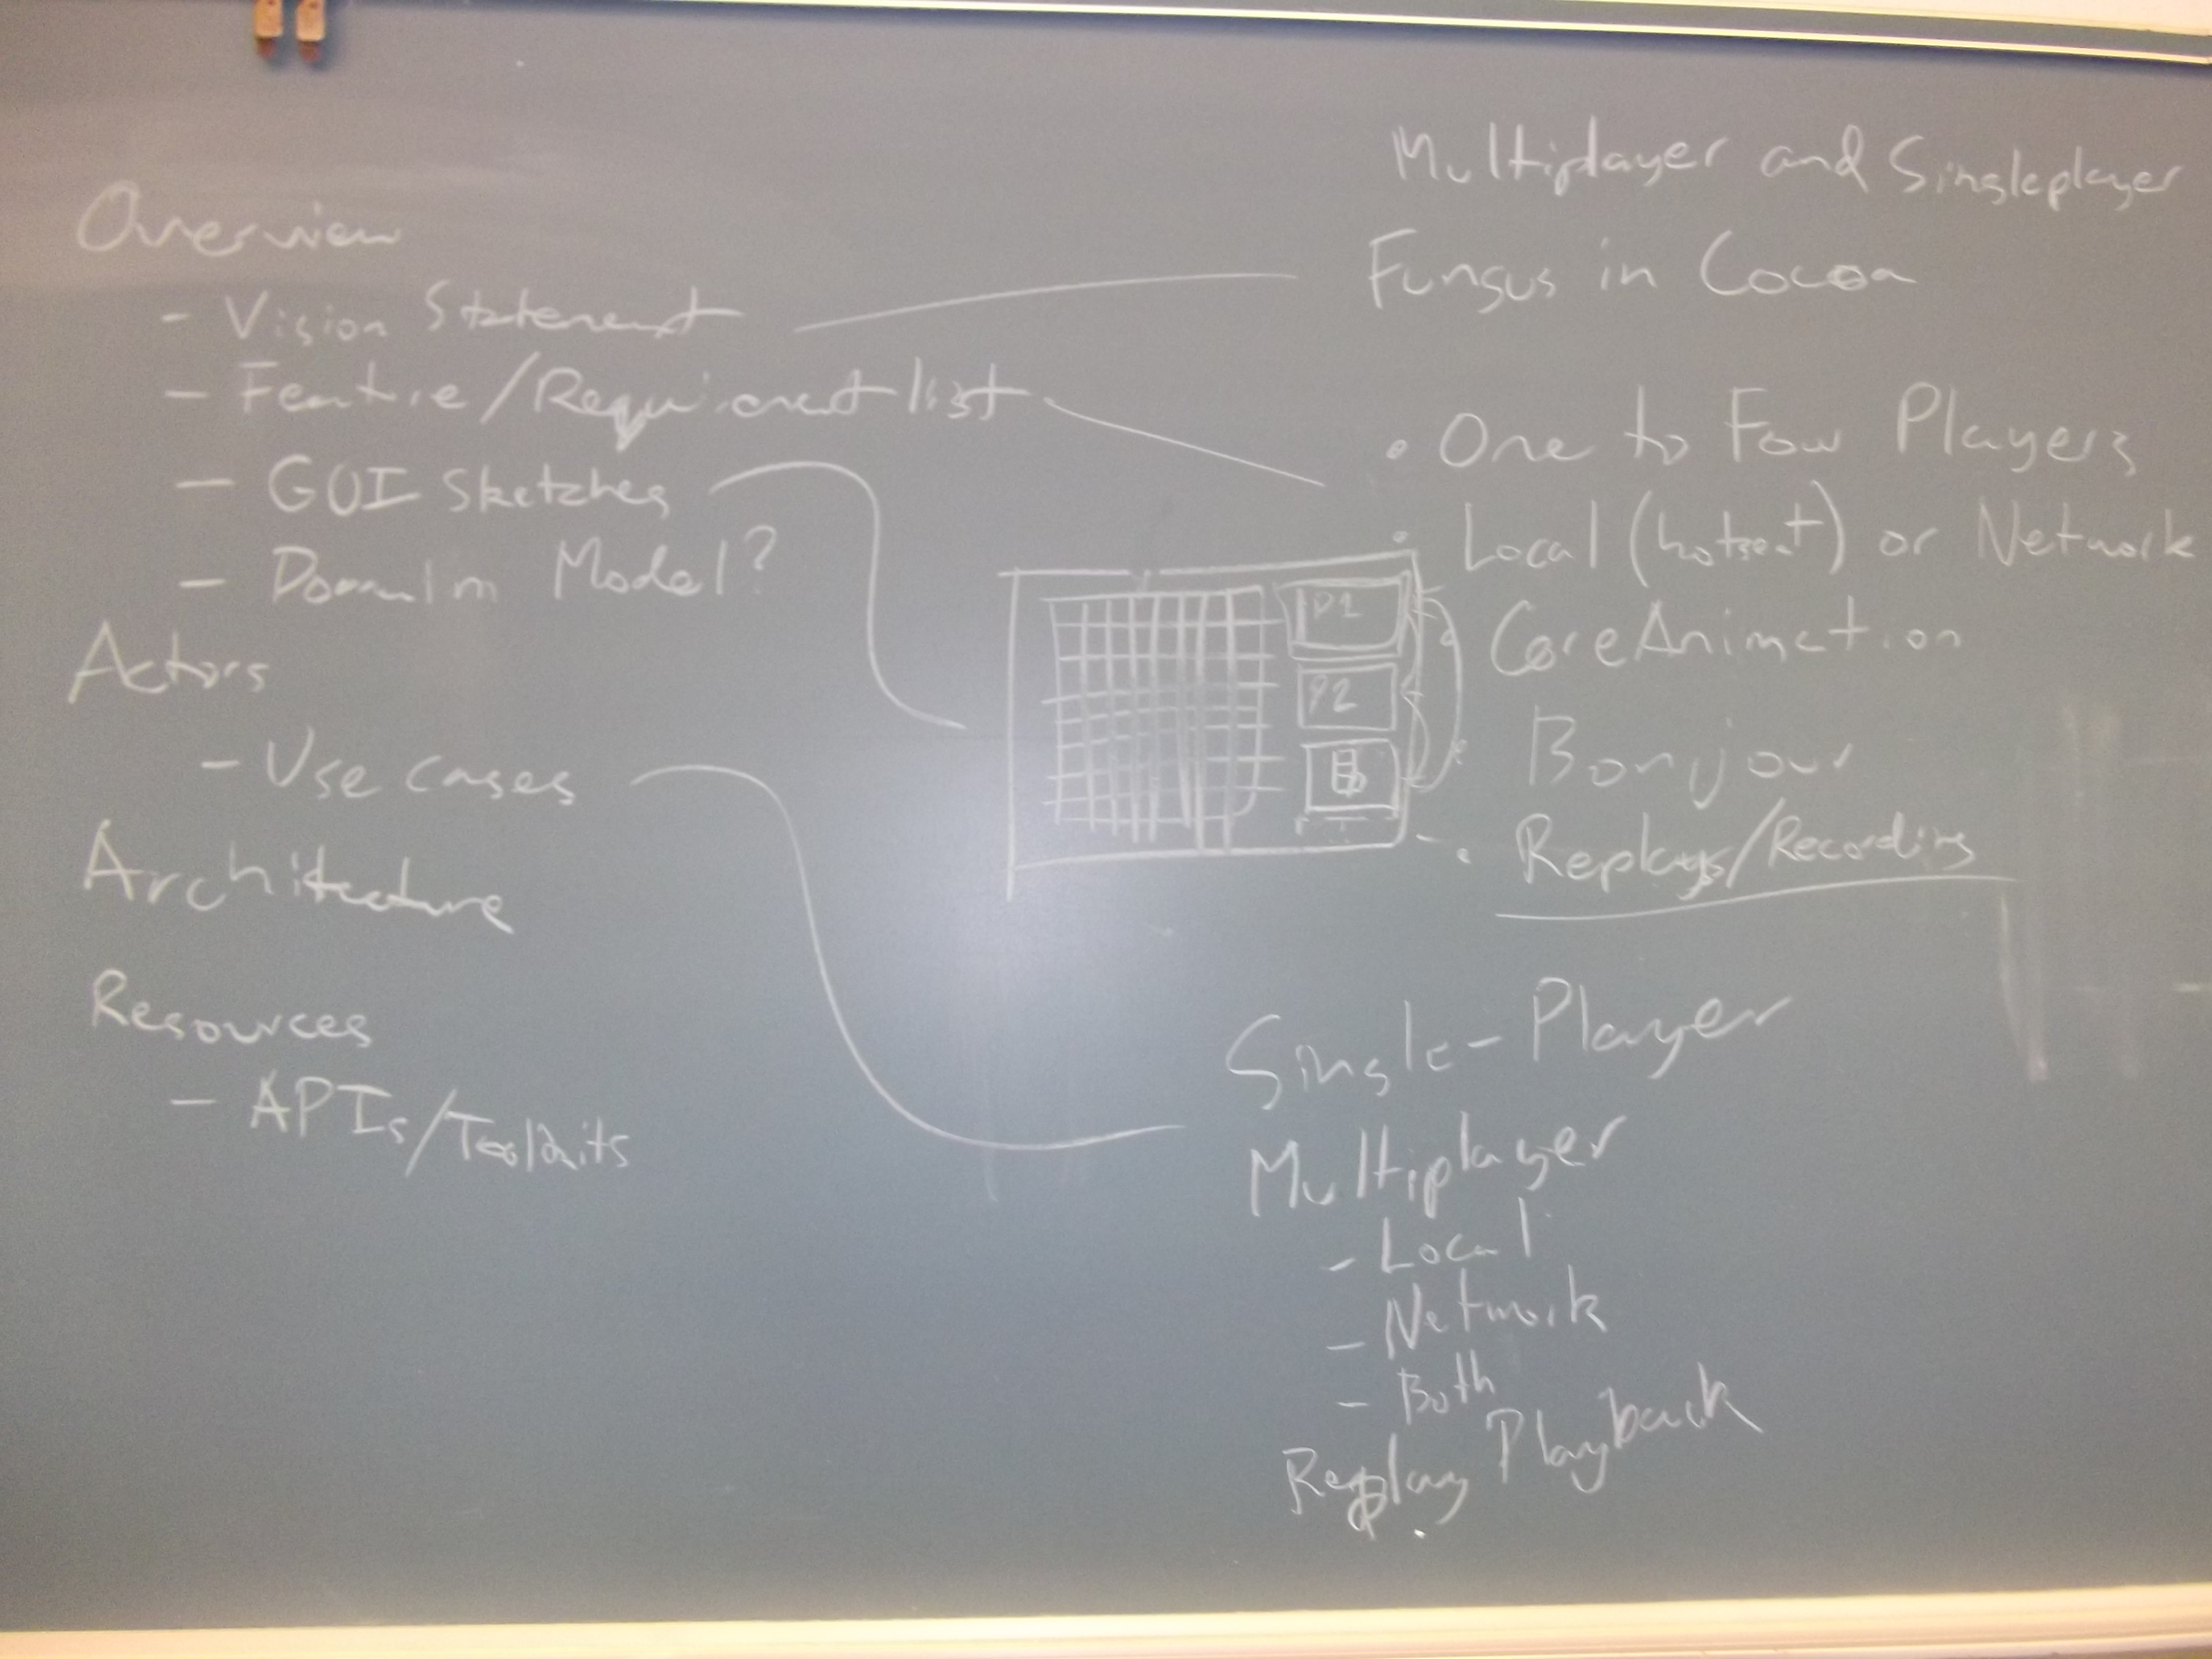 Overview
- Vision Statement
- Feature/Requirement list
- GUI Sketches
- Domain Model?
Actors
- Use cases
Architecture
Resources
- APIs/Toolkits
Multiplayer and Singleplayer
Fungus in Cocoa
• One to Four Players
• Local (hotseat) or Network
CoreAnimation
Bonjour
• Replays/Recording
P1
P2
Single-Player
Multiplayer
- Local
- Network
- Both
Replay Playback